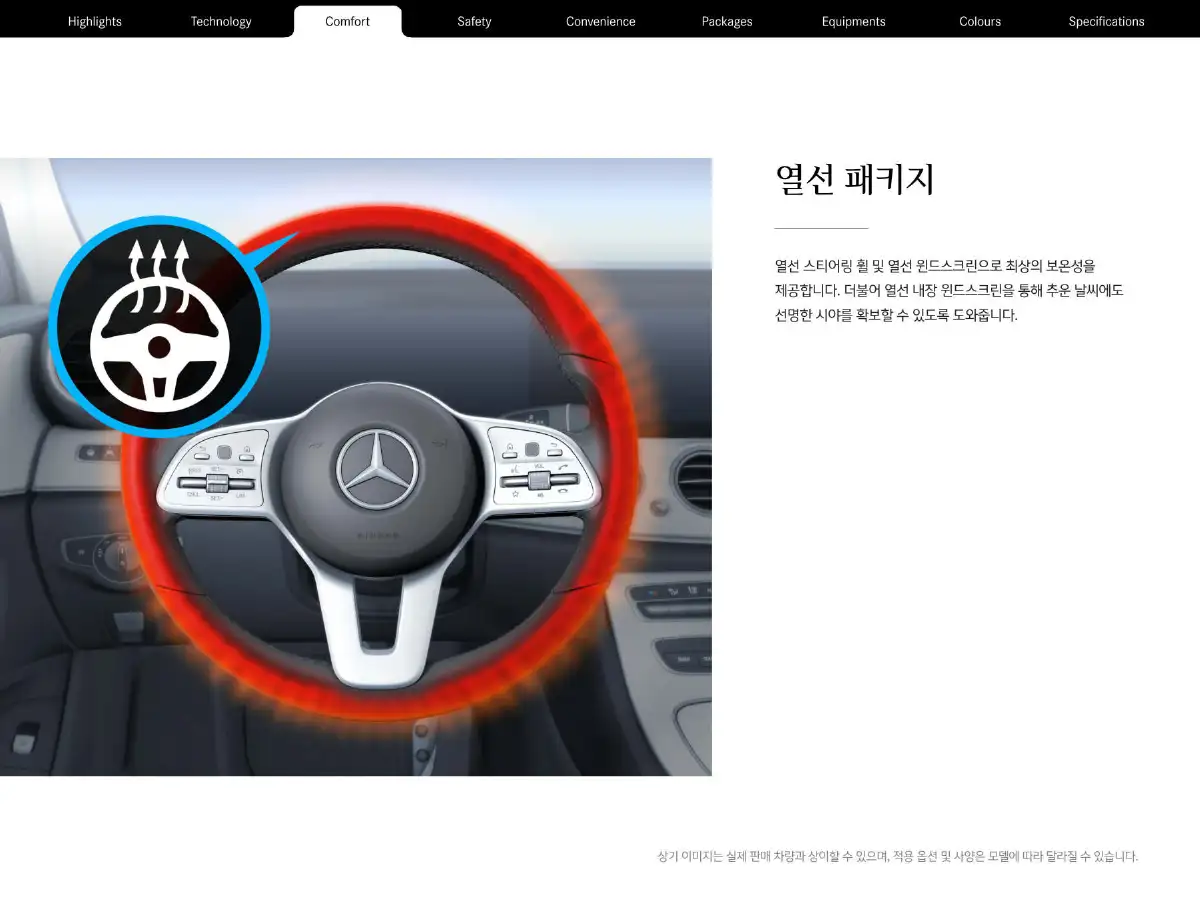 Highlights
Technology
Comfort
Safety
Convenience
Packages
Equipments
Colours
Specifications
열선 패키지
열선 스티어링 휠 및 열선 윈드스크린으로 최상의 보온성을
제공합니다. 더불어 열선 내장 윈드스크린을 통해 추운 날씨에도
선명한 시야를 확보할 수 있도록 도와줍니다.
상기 이미지는 실제 판매 차량과 상이할 수 있으며, 적용 옵션 및 사양은 모델에 따라 달라질 수 있습니다.